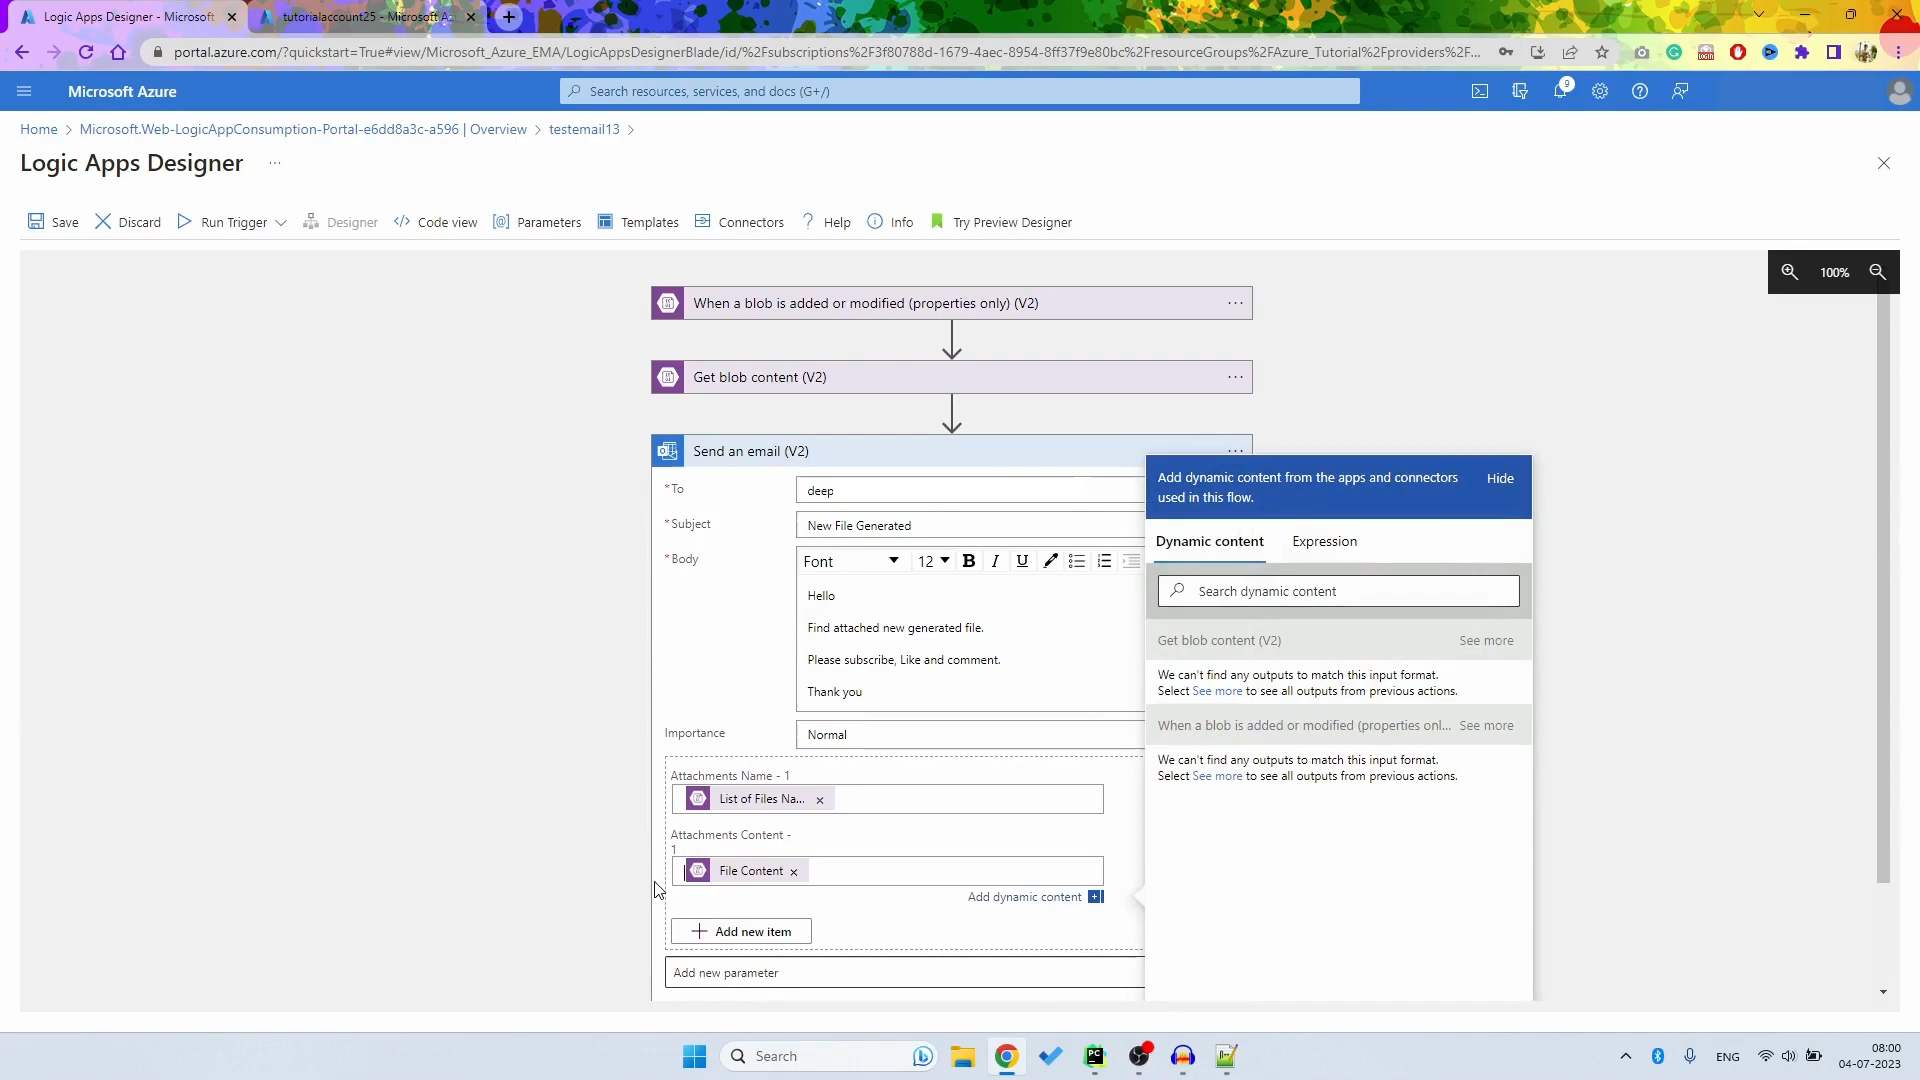 Logic Apps Designer - Microsoft
tutorialaccount25 - Microsoft Az
portal.azure.com/?quickstart=True#view/Microsoft_Azure_EMA/LogicAppsDesignerBlade/id/%2Fsubscriptions%2F3f80788d-1679-4aec-8954-8ff37f9e80bc%2FresourceGroups%2FAzure_Tutorial%2Fproviders%2F...
Microsoft Azure
Search resources, services, and docs (G+/)
9
Home > Microsoft.Web-LogicAppConsumption-Portal-e6dd8a3c-a596 | Overview > testemail13 >
Logic Apps Designer ...
Save Discard Run Trigger Designer Code view Parameters Templates Connectors Help Info Try Preview Designer
100%
When a blob is added or modified (properties only) (V2) ...
Get blob content (V2) ...
Send an email (V2) ...
*To
deep
*Subject
New File Generated
*Body
Font 12 B I U
Hello
Find attached new generated file.
Please subscribe, Like and comment.
Thank you
Importance
Normal
Attachments Name - 1
List of Files Na...
Attachments Content -
1
File Content
Add dynamic content
Add new item
Add new parameter
Add dynamic content from the apps and connectors
used in this flow.
Hide
Dynamic content Expression
Search dynamic content
Get blob content (V2) See more
We can't find any outputs to match this input format.
Select See more to see all outputs from previous actions.
When a blob is added or modified (properties onl... See more
We can't find any outputs to match this input format.
Select See more to see all outputs from previous actions.
Search
PC
ENG
08:00
04-07-2023